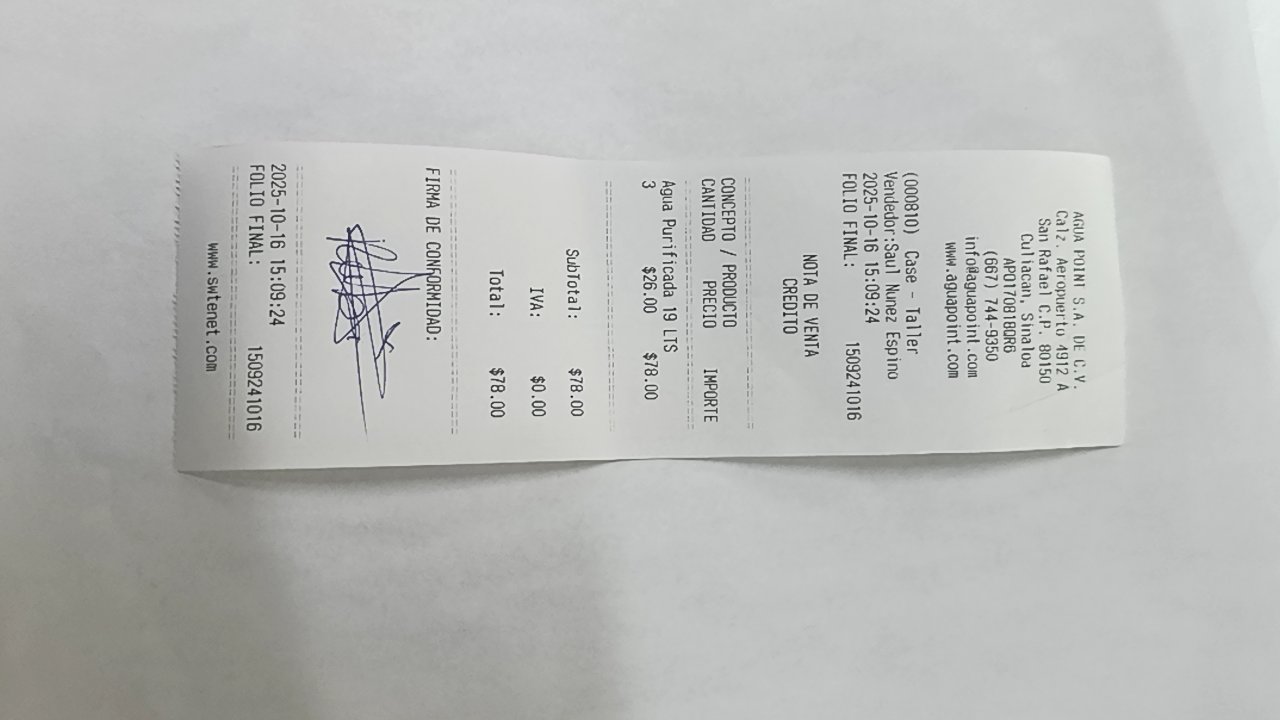 AGUA POINT S.A. DE C.V.
Calz. Aeropuerto 4912 A
San Rafael C.P. 80150
Culiacan, Sinaloa
APO170818QR6
(667) 744-9350
info@aguapoint.com
www.aguapoint.com
(000810) Case - Taller
Vendedor:Saul Nunez Espino
2025-10-16 15:09:24
FOLIO FINAL: 1509241016
NOTA DE VENTA
CREDITO
CONCEPTO / PRODUCTO
CANTIDAD PRECIO IMPORTE
Agua Purificada 19 LTS
3 $26.00 $78.00
SubTotal: $78.00
IVA: $0.00
Total: $78.00
FIRMA DE CONFORMIDAD:
2025-10-16 15:09:24
FOLIO FINAL: 1509241016
www.swtenet.com